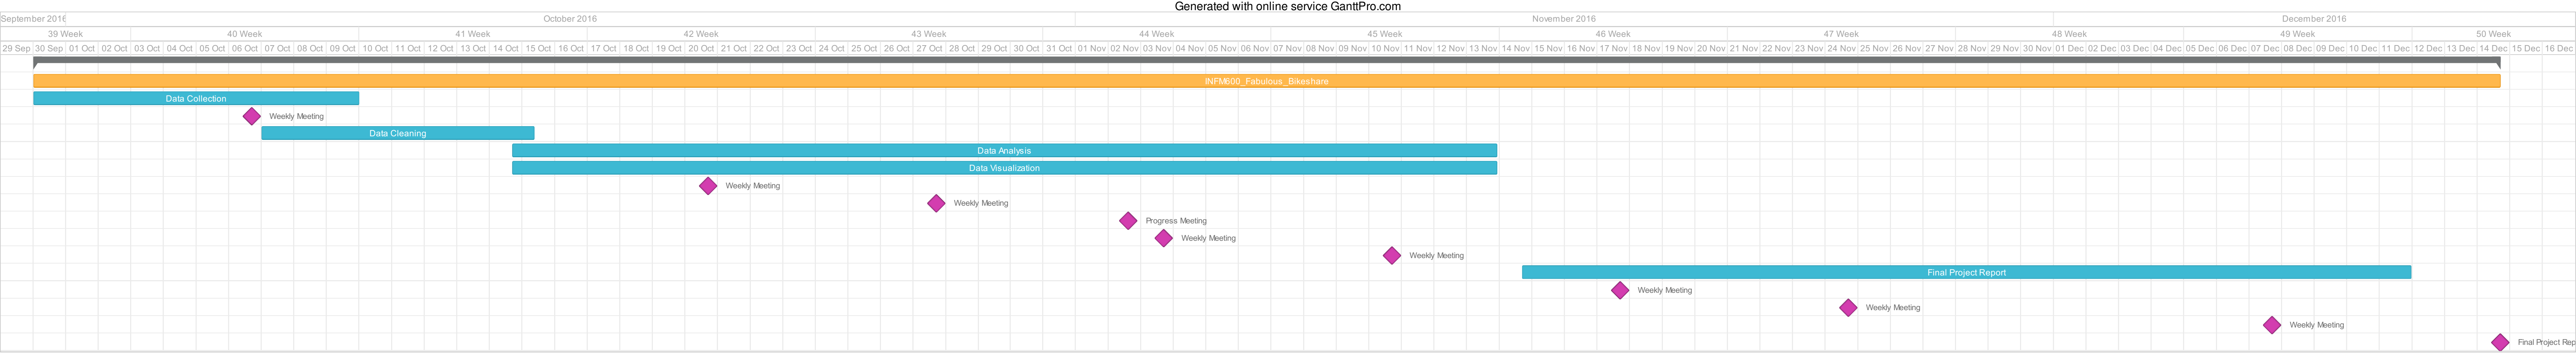 Generated with online service GanttPro.com
September 2016 October 2016 November 2016 December 2016
39 Week 40 Week 41 Week 42 Week 43 Week 44 Week 45 Week 46 Week 47 Week 48 Week 49 Week 50 Week
29 Sep 30 Sep 01 Oct 02 Oct 03 Oct 04 Oct 05 Oct 06 Oct 07 Oct 08 Oct 09 Oct 10 Oct 11 Oct 12 Oct 13 Oct 14 Oct 15 Oct 16 Oct 17 Oct 18 Oct 19 Oct 20 Oct 21 Oct 22 Oct 23 Oct 24 Oct 25 Oct 26 Oct 27 Oct 28 Oct 29 Oct 30 Oct 31 Oct 01 Nov 02 Nov 03 Nov 04 Nov 05 Nov 06 Nov 07 Nov 08 Nov 09 Nov 10 Nov 11 Nov 12 Nov 13 Nov 14 Nov 15 Nov 16 Nov 17 Nov 18 Nov 19 Nov 20 Nov 21 Nov 22 Nov 23 Nov 24 Nov 25 Nov 26 Nov 27 Nov 28 Nov 29 Nov 30 Nov 01 Dec 02 Dec 03 Dec 04 Dec 05 Dec 06 Dec 07 Dec 08 Dec 09 Dec 10 Dec 11 Dec 12 Dec 13 Dec 14 Dec 15 Dec 16 Dec
INFM600_Fabulous_Bikeshare
Data Collection
Weekly Meeting
Data Cleaning
Data Analysis
Data Visualization
Weekly Meeting
Weekly Meeting
Progress Meeting
Weekly Meeting
Weekly Meeting
Final Project Report
Weekly Meeting
Weekly Meeting
Weekly Meeting
Final Project Rep